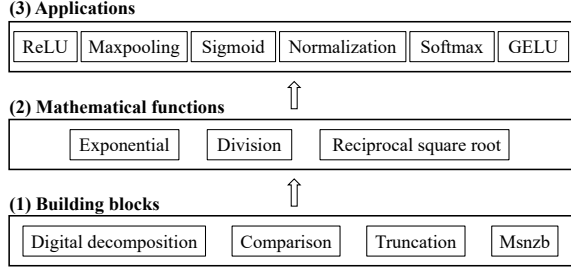 (3) Applications
ReLU Maxpooling Sigmoid Normalization Softmax GELU
(2) Mathematical functions
Exponential Division Reciprocal square root
(1) Building blocks
Digital decomposition Comparison Truncation Msnzb